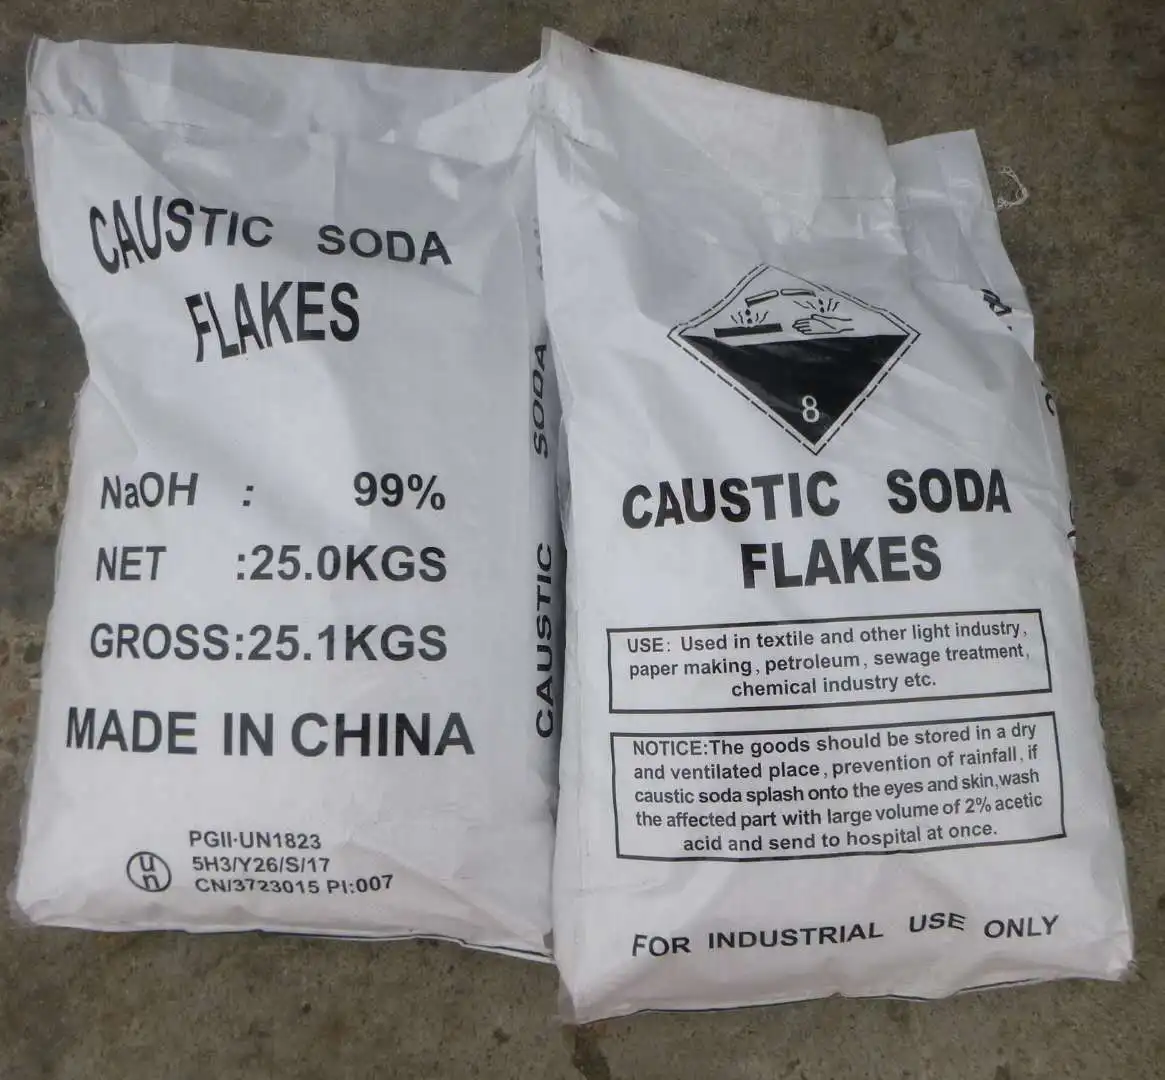 CAUSTIC SODA
FLAKES
NaOH : 99%
NET :25.0KGS
GROSS:25.1KGS
MADE IN CHINA
PGII·UN1823
un
5H3/Y26/S/17
CN/3723015 PI:007
CAUSTIC SODA
8
CAUSTIC SODA
FLAKES
USE: Used in textile and other light industry,
paper making, petroleum, sewage treatment,
chemical industry etc.
NOTICE:The goods should be stored in a dry
and ventilated place, prevention of rainfall, if
caustic soda splash onto the eyes and skin,wash
the affected part with large volume of 2% acetic
acid and send to hospital at once.
FOR INDUSTRIAL USE ONLY